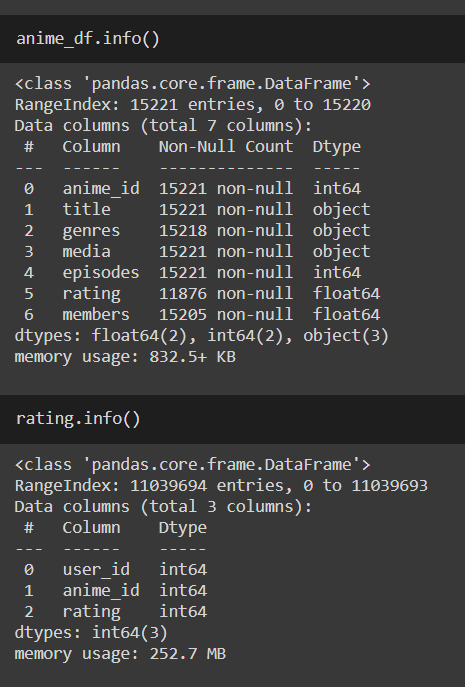 anime_df.info()
<class 'pandas.core.frame.DataFrame'>
RangeIndex: 15221 entries, 0 to 15220
Data columns (total 7 columns):
 #   Column    Non-Null Count  Dtype
---  ------    --------------  -----
 0   anime_id  15221 non-null  int64
 1   title     15221 non-null  object
 2   genres    15218 non-null  object
 3   media     15221 non-null  object
 4   episodes  15221 non-null  int64
 5   rating    11876 non-null  float64
 6   members   15205 non-null  float64
dtypes: float64(2), int64(2), object(3)
memory usage: 832.5+ KB
rating.info()
<class 'pandas.core.frame.DataFrame'>
RangeIndex: 11039694 entries, 0 to 11039693
Data columns (total 3 columns):
 #   Column    Dtype
---  ------    -----
 0   user_id   int64
 1   anime_id  int64
 2   rating    int64
dtypes: int64(3)
memory usage: 252.7 MB